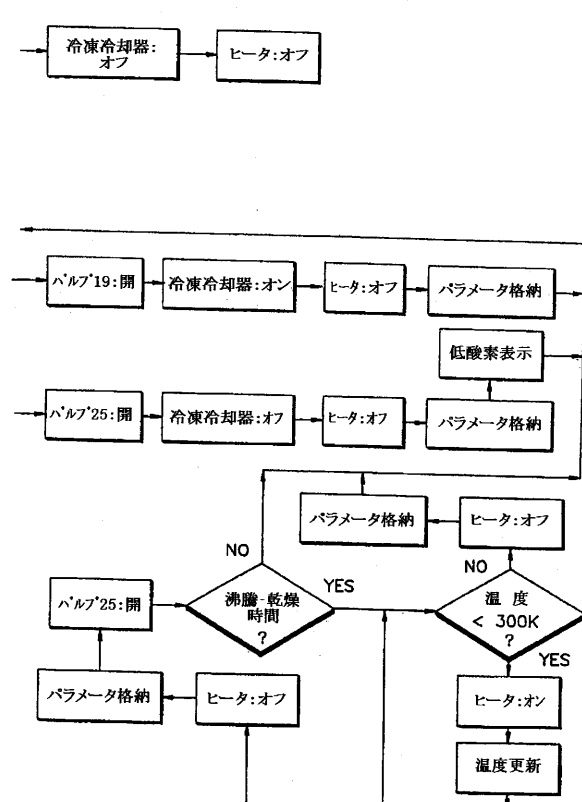 冷凍冷却器:
オフ
ヒータ:オフ
バルブ19:開
冷凍冷却器:オン
ヒータ:オフ
パラメータ格納
低酸素表示
バルブ25:開
冷凍冷却器:オフ
ヒータ:オフ
パラメータ格納
パラメータ格納
ヒータ:オフ
NO
NO
バルブ25:開
沸騰-乾燥
時間
?
YES
温度
< 300K
?
YES
パラメータ格納
ヒータ:オフ
ヒータ:オン
温度更新